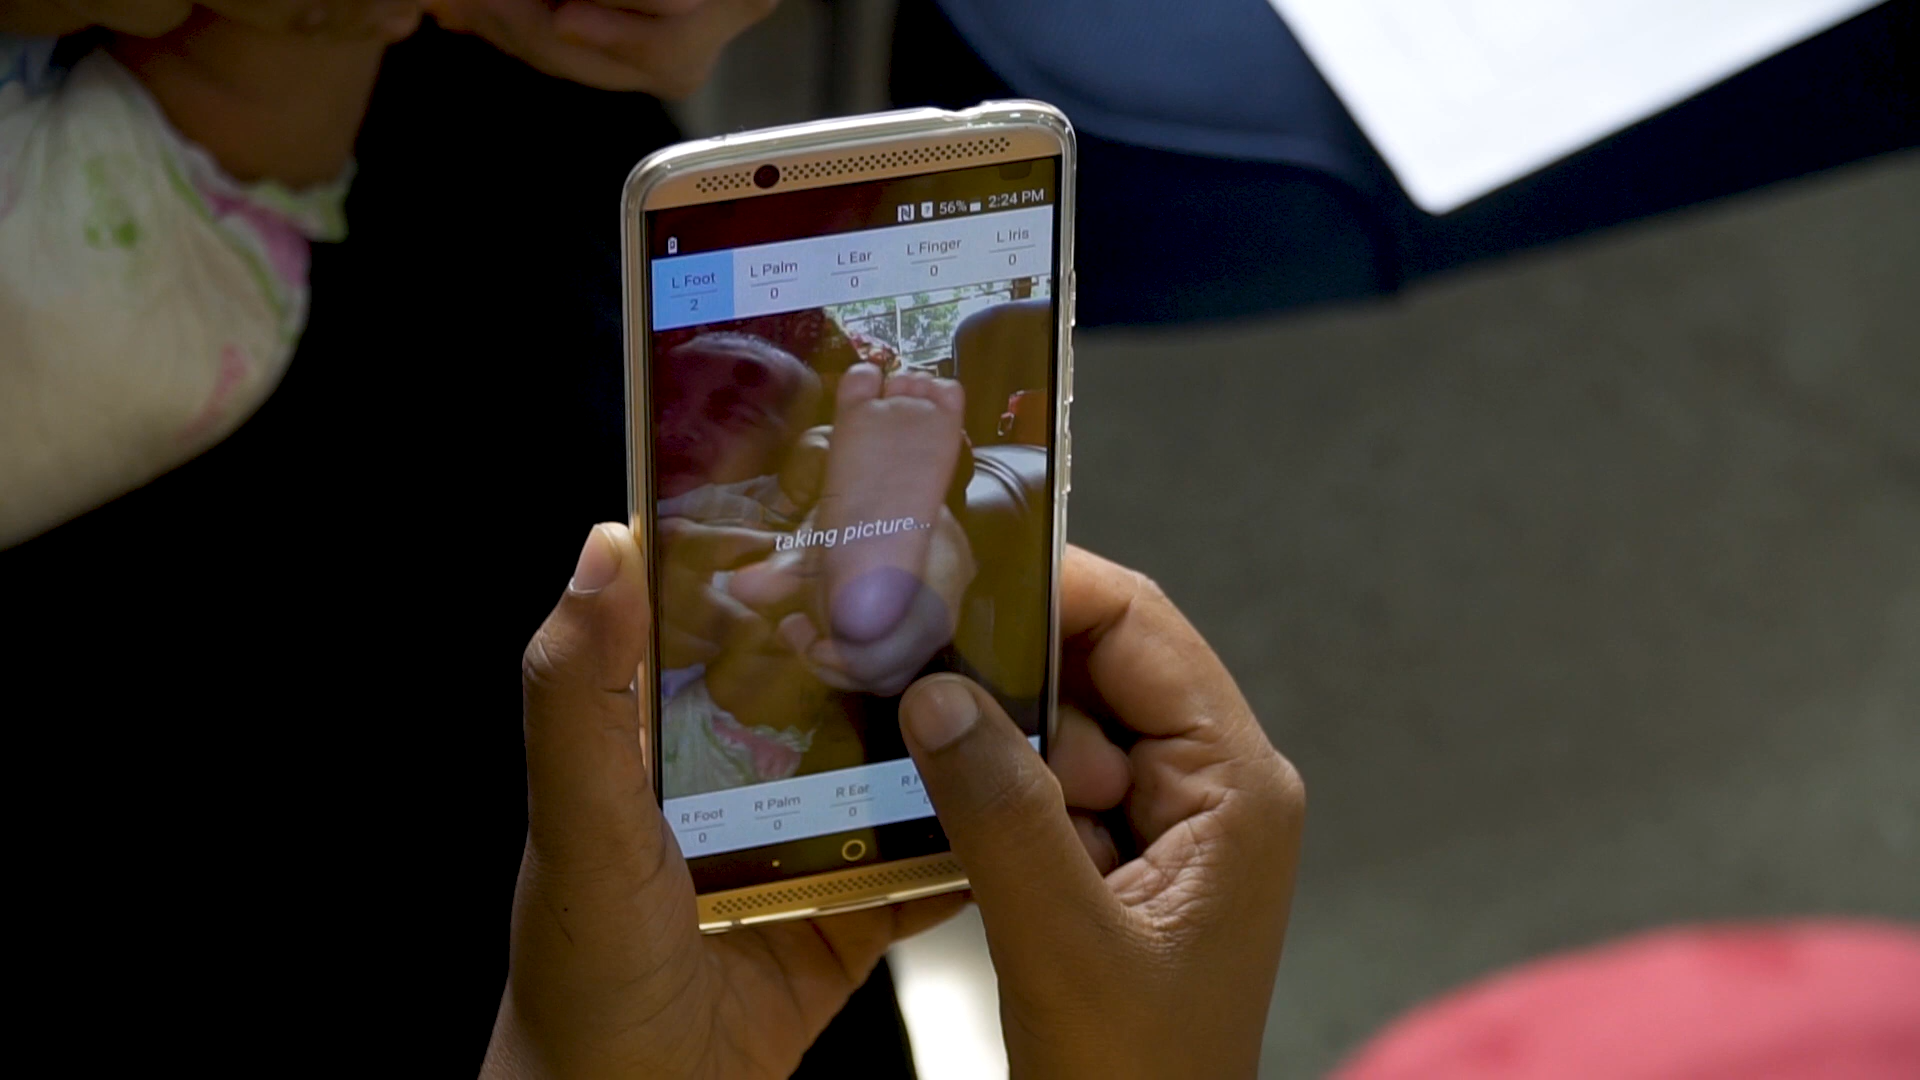 56% 2:24 PM
L Foot L Palm L Ear L Finger L Iris
2 0 0 0 0
taking picture...
R Foot R Palm R Ear R
0 0 0